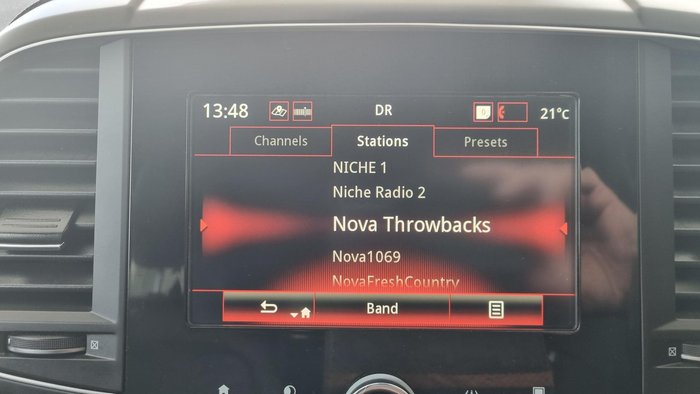 13:48 DR 21°C
Channels Stations Presets
NICHE 1
Niche Radio 2
Nova Throwbacks
Nova1069
NovaFreshCountry
Band